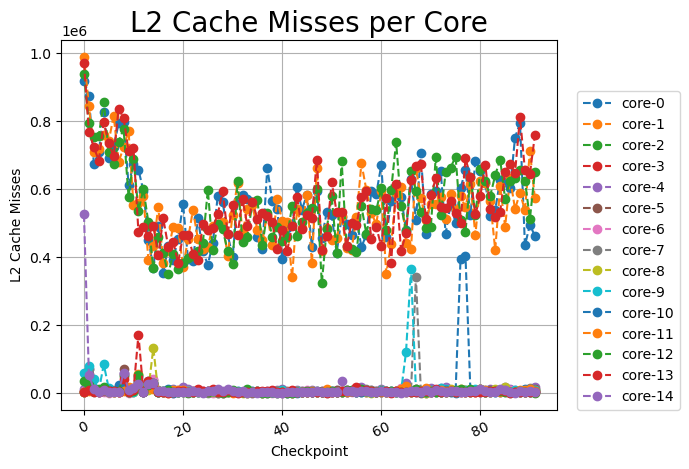 L2 Cache Misses per Core
1e6
1.0
0.8
0.6
0.4
0.2
0.0
L2 Cache Misses
0
20
40
60
80
Checkpoint
core-0
core-1
core-2
core-3
core-4
core-5
core-6
core-7
core-8
core-9
core-10
core-11
core-12
core-13
core-14